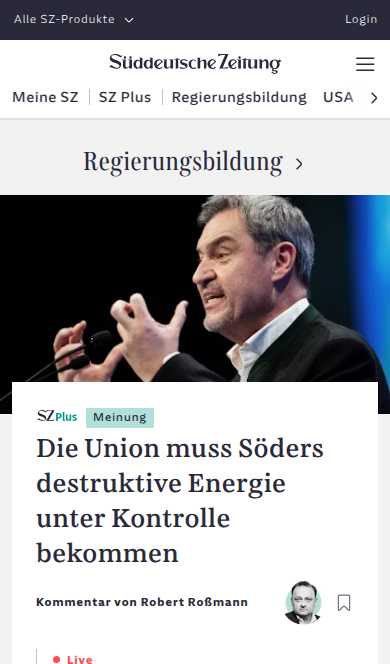 Alle SZ-Produkte
Login
Süddeutsche Zeitung
Meine SZ
SZ Plus
Regierungsbildung
USA
Regierungsbildung
SZ Plus
Meinung
Die Union muss Söders
destruktive Energie
unter Kontrolle
bekommen
Kommentar von Robert Roßmann
Live